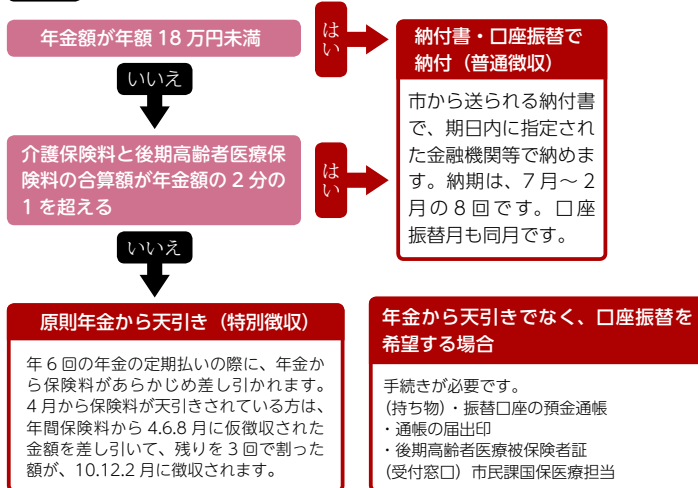 年金額が年額 18 万円未満
はい
いいえ
介護保険料と後期高齢者医療保
険料の合算額が年金額の 2 分の
1 を超える
はい
いいえ
納付書・口座振替で
納付（普通徴収）
市から送られる納付書
で、期日内に指定され
た金融機関等で納めま
す。納期は、7 月～ 2
月の 8 回です。口座
振替月も同月です。
原則年金から天引き（特別徴収）
年 6 回の年金の定期払いの際に、年金か
ら保険料があらかじめ差し引かれます。
4 月から保険料が天引きされている方は、
年間保険料から 4.6.8 月に仮徴収された
金額を差し引いて、残りを 3 回で割った
額が、10.12.2 月に徴収されます。
年金から天引きでなく、口座振替を
希望する場合
手続きが必要です。
（持ち物）・振替口座の預金通帳
・通帳の届出印
・後期高齢者医療被保険者証
（受付窓口）市民課国保医療担当